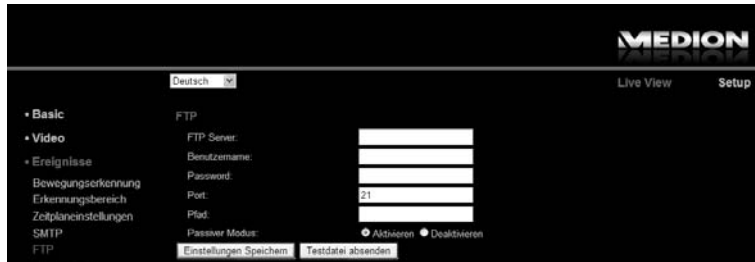 MEDION
Deutsch
Live View Setup
Basic
Video
Ereignisse
Bewegungserkennung
Erkennungsbereich
Zeitplaneinstellungen
SMTP
FTP
FTP
FTP Server:
Benutzername:
Password:
Port: 21
Pfad:
Passiver Modus: Aktivieren Deaktivieren
Einstellungen Speichern Testdatei absenden